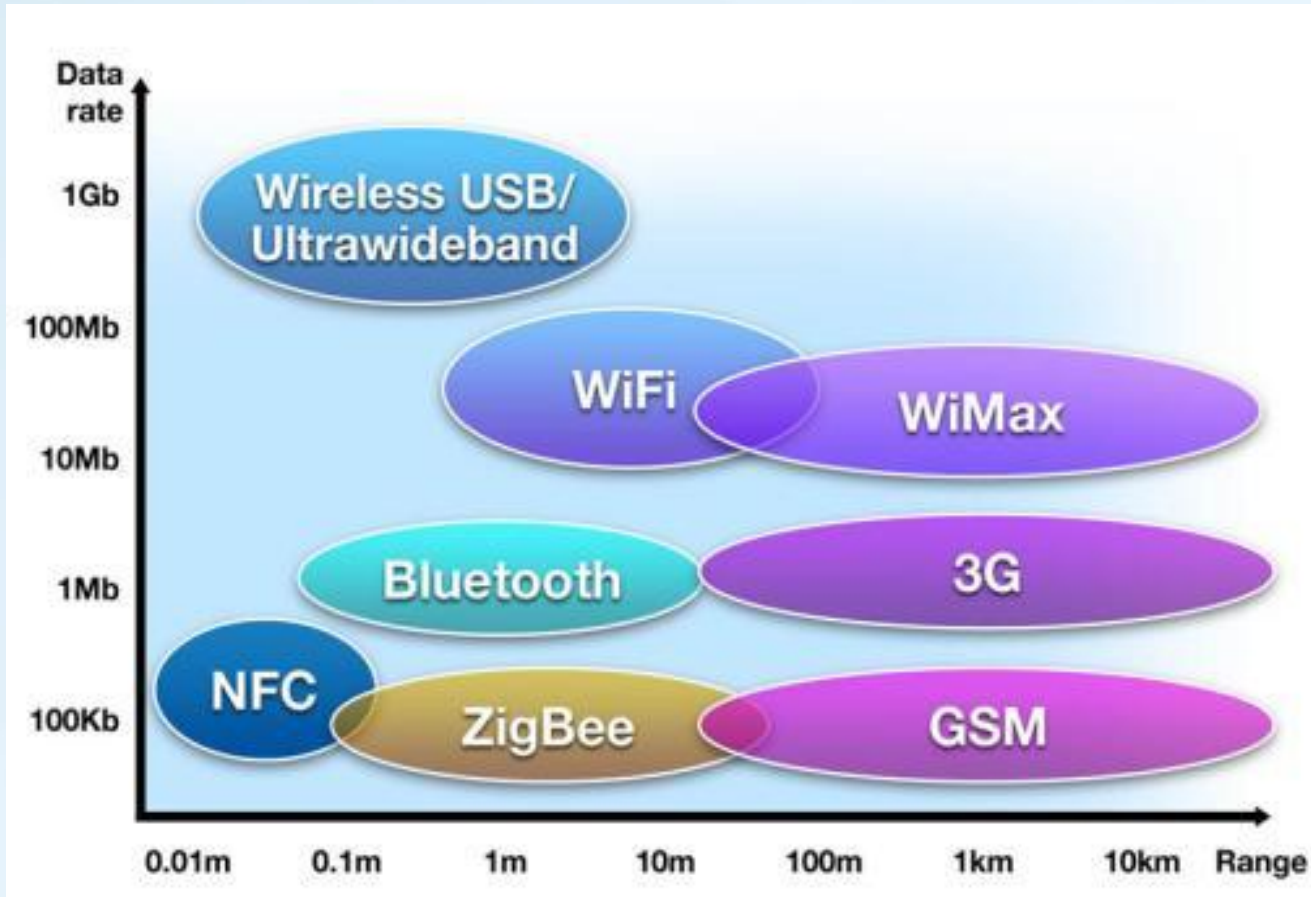 Data
rate
1Gb
Wireless USB/
Ultrawideband
100Mb
WiFi
WiMax
10Mb
Bluetooth
3G
1Mb
NFC
ZigBee
GSM
100Kb
0.01m 0.1m 1m 10m 100m 1km 10km Range